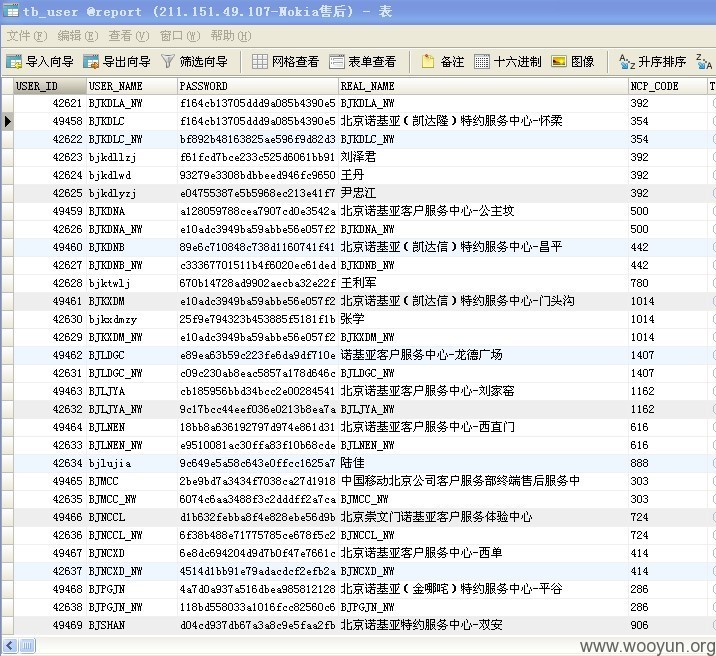 tb_user @report (211.151.49.107-Nokia售后) - 表
文件(F) 编辑(E) 查看(V) 窗口(W) 帮助(H)
导入向导 导出向导 筛选向导 网格查看 表单查看 备注 十六进制 图像 升序排序
USER_ID USER_NAME PASSWORD REAL_NAME NCP_CODE T
42621 BJKDLA_NW f164cb13705ddd9a085b4390e5 BJKDLA_NW 392
49458 BJKDLC f164cb13705ddd9a085b4390e5 北京诺基亚(凯达隆)特约服务中心-怀柔 354
42622 BJKDLC_NW bf892b48163825ae596f9d82d3 BJKDLC_NW 354
42623 bjkdllzj f61fcd7bce233c525d6061bb91 刘泽君 392
42624 bjkdlwd 93279e3308bdbbeed946fc9650 王丹 392
42625 bjkdlyzj e04755387e5b5968ec213e41f7 尹忠江 392
49459 BJKDNA a128059788cea7907cd0e3542a 北京诺基亚客户服务中心-公主坟 500
42626 BJKDNA_NW e10adc3949ba59abbe56e057f2 BJKDNA_NW 500
49460 BJKDNB 89e6c710848c738d1160741f41 北京诺基亚(凯达信)特约服务中心-昌平 442
42627 BJKDNB_NW c33367701511b4f6020ec61ded BJKDNB_NW 442
42628 bjktwlj 670b14728ad9902aecba32e22f 王利军 780
49461 BJKXDM e10adc3949ba59abbe56e057f2 北京诺基亚(凯达信)特约服务中心-门头沟 1014
42630 bjkxdmzy 25f9e794323b453885f5181f1b 张学 1014
42629 BJKXDM_NW e10adc3949ba59abbe56e057f2 BJKXDM_NW 1014
49462 BJLDGC e89ea63b59c223fe6da9df710e 诺基亚客户服务中心-龙德广场 1407
42631 BJLDGC_NW c09c230ab8eac5857a178d646c BJLDGC_NW 1407
49463 BJLJYA cb185956bbd34bcc2e00284541 北京诺基亚客户服务中心-刘家窑 1162
42632 BJLJYA_NW 9c17bcc44eef036e0213b8ea7a BJLJYA_NW 1162
49464 BJLNEN 18bb8a636192797d974e861d31 北京诺基亚客户服务中心-西直门 616
42633 BJLNEN_NW e9510081ac30ffa83f10b68cde BJLNEN_NW 616
42634 bjlujia 9c649e5a58c643e0ffcc1625a7 陆佳 888
49465 BJMCC 2be9bd7a3434f7038ca27d1918 中国移动北京公司客户服务部终端售后服务中 303
42635 BJMCC_NW 6074c6aa3488f3c2dddff2a7ca BJMCC_NW 303
49466 BJNCCL d1b632febba8f4e828ebe56d9b 北京崇文门诺基亚客户服务体验中心 724
42636 BJNCCL_NW 6f38b488e71775785ce678f5c2 BJNCCL_NW 724
49467 BJNCXD 6e8dc694204d9d7b0f47e7661c 北京诺基亚客户服务中心-西单 414
42637 BJNCXD_NW 4514d1bb91e79adacdcf2efb2a BJNCXD_NW 414
49468 BJPGJN 4a7d0a937a516dbea985812128 北京诺基亚(金哪咤)特约服务中心-平谷 286
42638 BJPGJN_NW 118bd558033a1016fcc82560c6 BJPGJN_NW 286
49469 BJSHAN d04cd937db67a3a8c9e5faa2fb 北京诺基亚特约服务中心-双安 906
www.wooyun.org